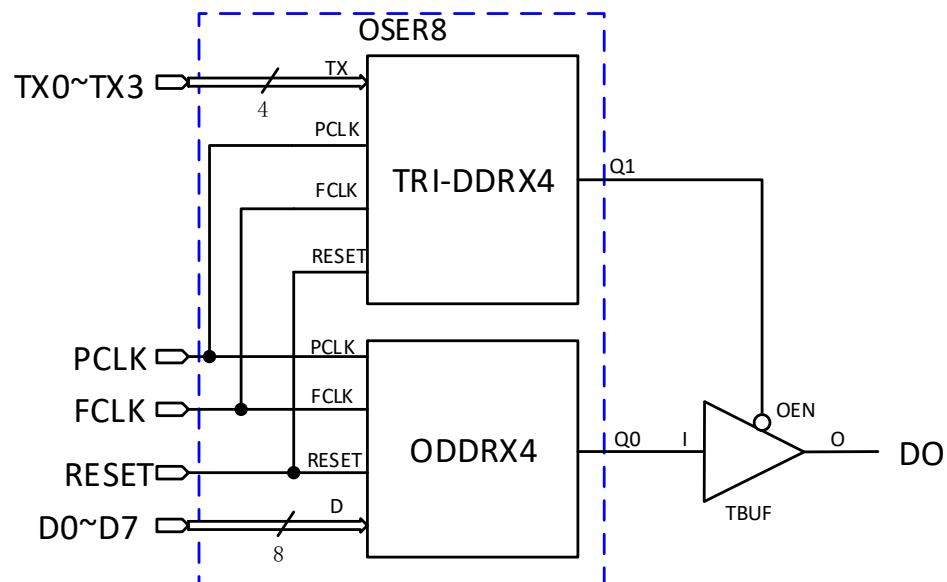 OSER8
TX0~TX3
4
TX
PCLK
FCLK
RESET
TRI-DDRX4
Q1
PCLK
FCLK
RESET
D0~D7
8
PCLK
FCLK
RESET
D
ODDRX4
Q0
I
OEN
O
TBUF
DO